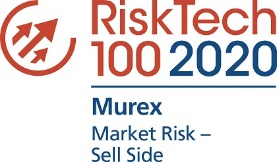 RiskTech
100 2020
Murex
Market Risk –
Sell Side